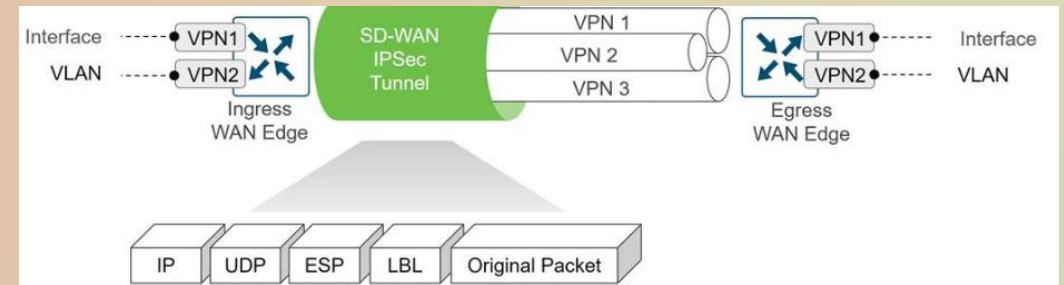 Interface
VPN1
VLAN
VPN2
Ingress
WAN Edge
SD-WAN
IPSec
Tunnel
VPN 1
VPN 2
VPN 3
VPN1
Interface
VPN2
VLAN
Egress
WAN Edge
IP
UDP
ESP
LBL
Original Packet